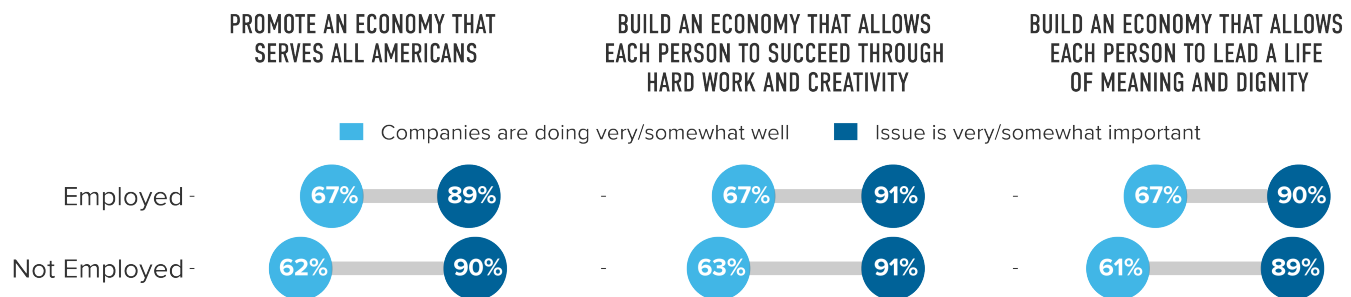 PROMOTE AN ECONOMY THAT
SERVES ALL AMERICANS
BUILD AN ECONOMY THAT ALLOWS
EACH PERSON TO SUCCEED THROUGH
HARD WORK AND CREATIVITY
BUILD AN ECONOMY THAT ALLOWS
EACH PERSON TO LEAD A LIFE
OF MEANING AND DIGNITY
Companies are doing very/somewhat well Issue is very/somewhat important
Employed - 67% 89% - 67% 91% - 67% 90%
Not Employed - 62% 90% - 63% 91% - 61% 89%